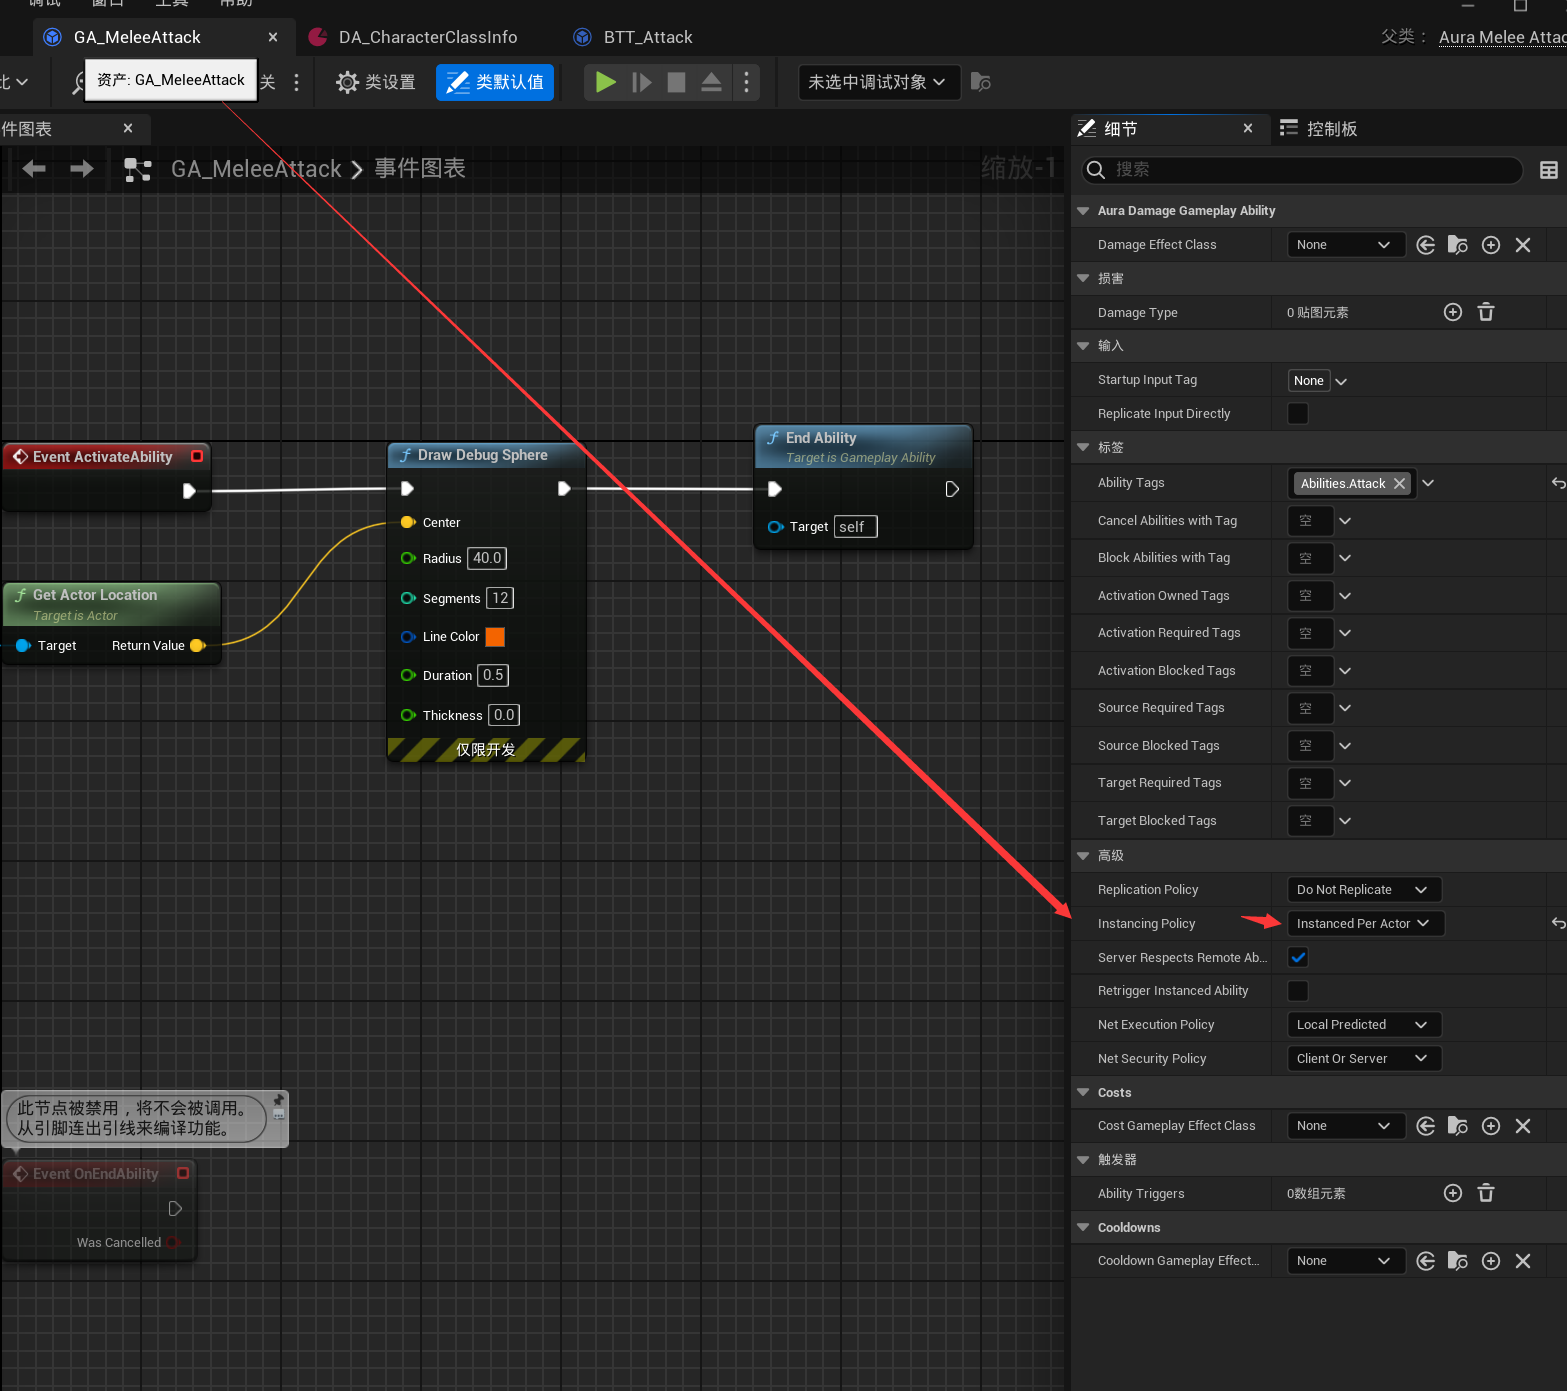 调试 窗口 工具 帮助
GA_MeleeAttack
DA_CharacterClassInfo
BTT_Attack
父类： Aura Melee Attac
比
资产: GA_MeleeAttack
关
类设置
类默认值
未选中调试对象
件图表
细节
控制板
GA_MeleeAttack
事件图表
缩放-1
搜索
Aura Damage Gameplay Ability
Damage Effect Class
None
损害
Damage Type
0 贴图元素
输入
Startup Input Tag
None
Replicate Input Directly
标签
Ability Tags
Abilities.Attack
Cancel Abilities with Tag
空
Block Abilities with Tag
空
Activation Owned Tags
空
Activation Required Tags
空
Activation Blocked Tags
空
Source Required Tags
空
Source Blocked Tags
空
Target Required Tags
空
Target Blocked Tags
空
高级
Replication Policy
Do Not Replicate
Instancing Policy
Instanced Per Actor
Server Respects Remote Ab...
Retrigger Instanced Ability
Net Execution Policy
Local Predicted
Net Security Policy
Client Or Server
Costs
Cost Gameplay Effect Class
None
触发器
Ability Triggers
0数组元素
Cooldowns
Cooldown Gameplay Effect...
None
Event ActivateAbility
Get Actor Location
Target is Actor
Target
Return Value
Draw Debug Sphere
Center
Radius 40.0
Segments 12
Line Color
Duration 0.5
Thickness 0.0
仅限开发
End Ability
Target is Gameplay Ability
Target self
此节点被禁用，将不会被调用。
从引脚连出引线来编译功能。
Event OnEndAbility
Was Cancelled